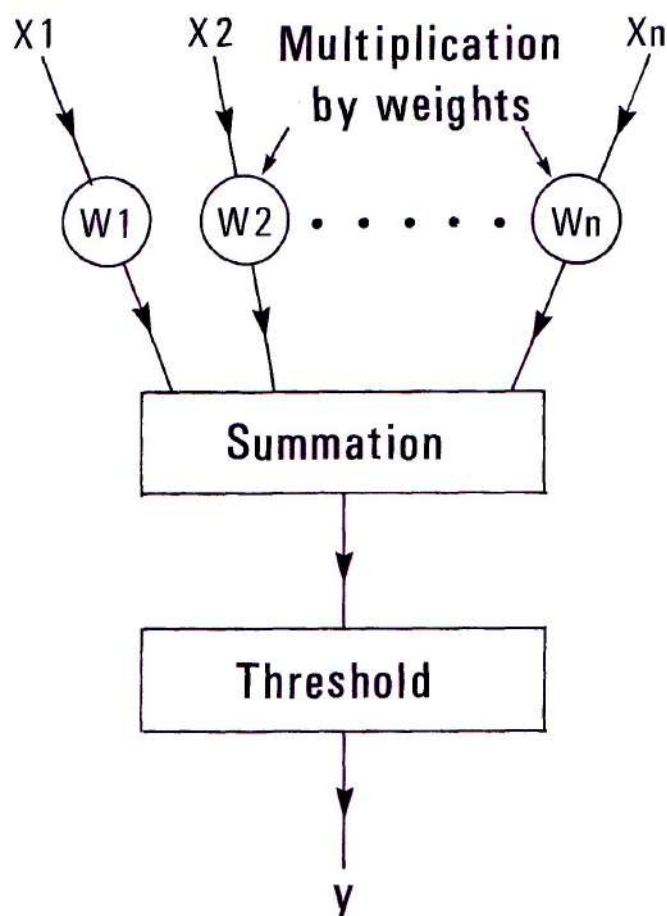 X1 X2 Multiplication Xn
by weights
W1 W2 Wn
Summation
Threshold
y